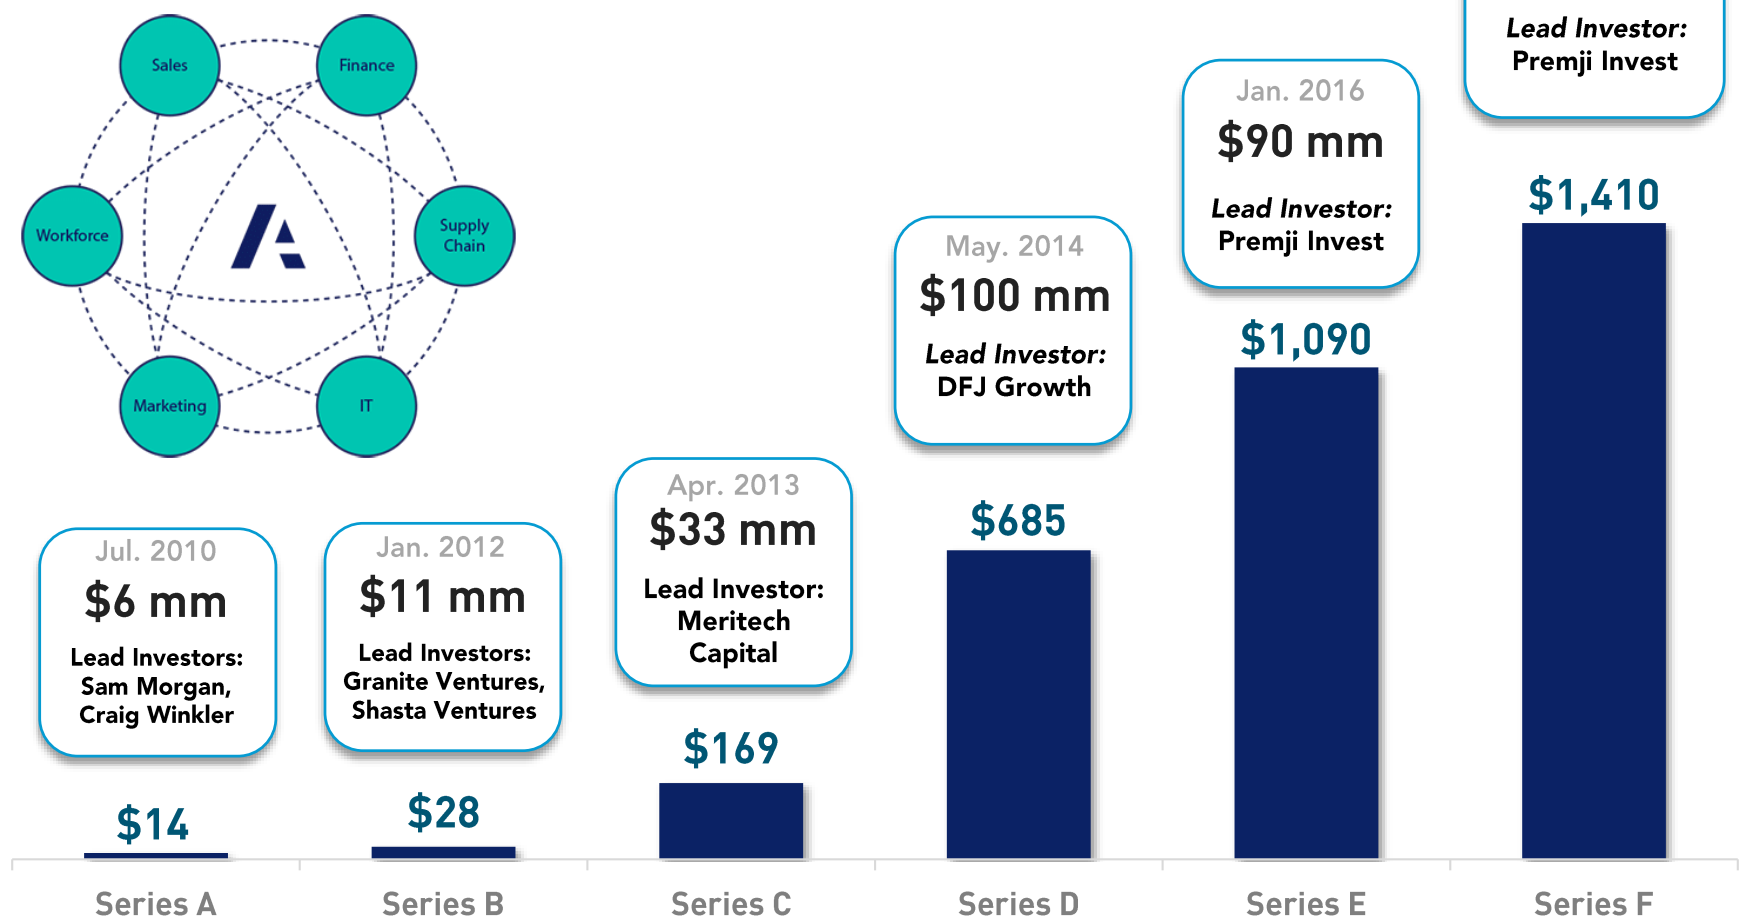 Sales
Finance
Workforce
Supply
Chain
Marketing
IT
Jul. 2010
$6 mm
Lead Investors:
Sam Morgan,
Craig Winkler
$14
Series A
Jan. 2012
$11 mm
Lead Investors:
Granite Ventures,
Shasta Ventures
$28
Series B
Apr. 2013
$33 mm
Lead Investor:
Meritech
Capital
$169
Series C
May. 2014
$100 mm
Lead Investor:
DFJ Growth
$685
Series D
Jan. 2016
$90 mm
Lead Investor:
Premji Invest
$1,090
Series E
Lead Investor:
Premji Invest
$1,410
Series F